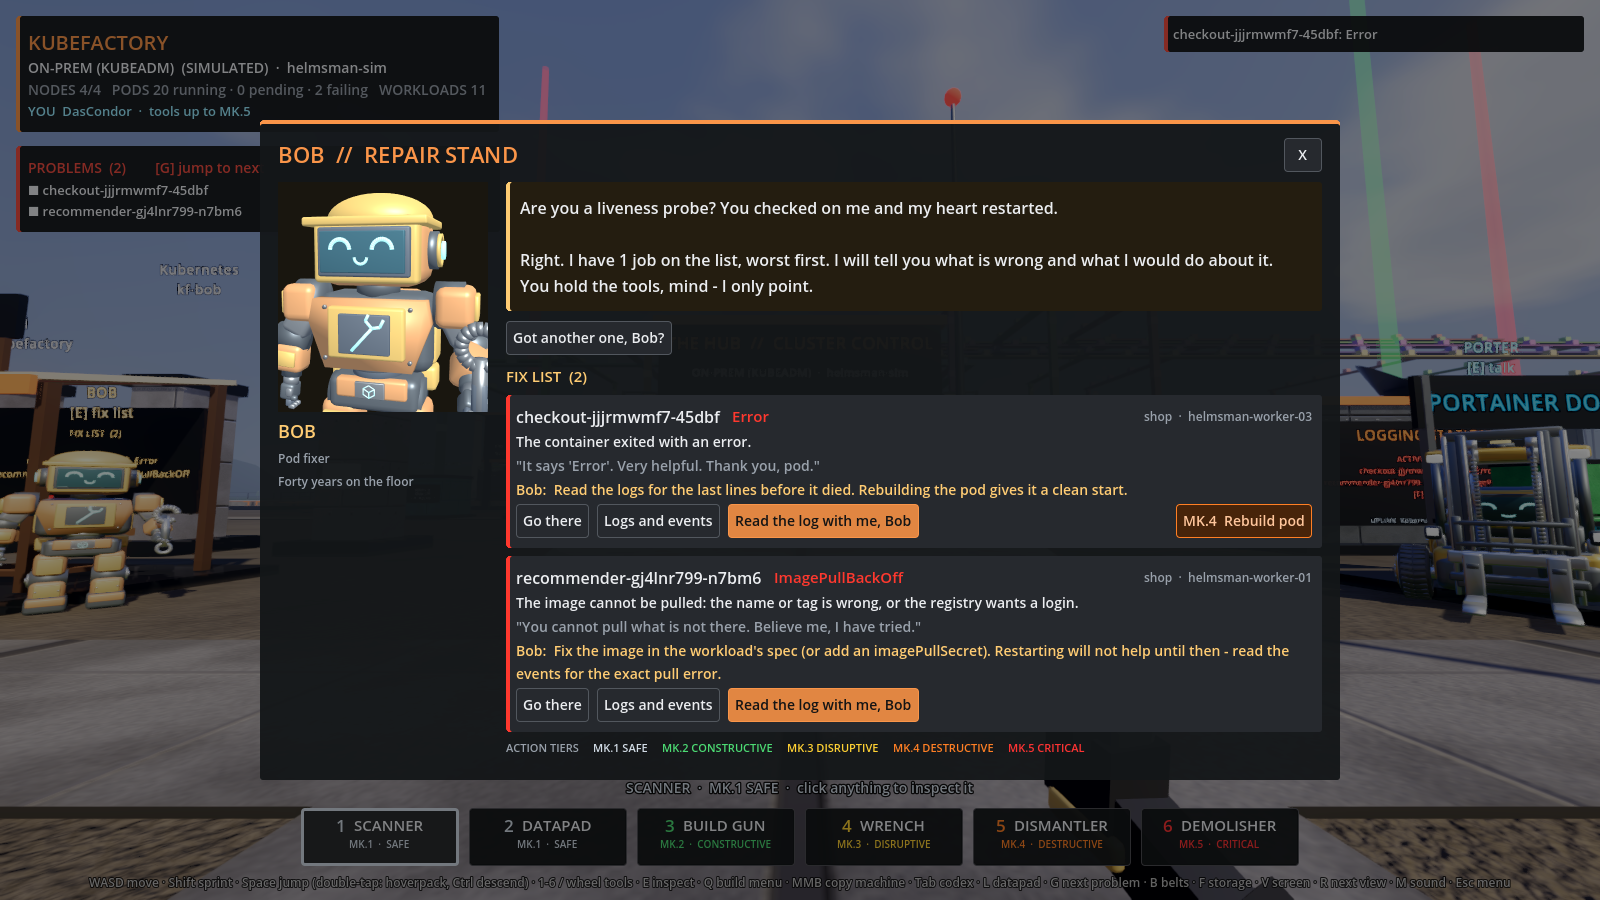 KUBEFACTORY
ON-PREM (KUBEADM) (SIMULATED) · helmsman-sim
NODES 4/4 PODS 20 running · 0 pending · 2 failing WORKLOADS 11
YOU DasCondor · tools up to MK.5
checkout-jjjrmwmf7-45dbf: Error
PROBLEMS (2) [G] jump to nex
checkout-jjjrmwmf7-45dbf
recommender-gj4lnr799-n7bm6
Kubernetes
kf-bob
efactory
BOB
[E] fix list
FIX LIST (2)
BOB // REPAIR STAND
X
Are you a liveness probe? You checked on me and my heart restarted.
Right. I have 1 job on the list, worst first. I will tell you what is wrong and what I would do about it.
You hold the tools, mind - I only point.
Got another one, Bob?
THE HUB // CLUSTER CONTROL
BOB
Pod fixer
Forty years on the floor
FIX LIST (2)
checkout-jjjrmwmf7-45dbf Error shop · helmsman-worker-03
The container exited with an error.
"It says 'Error'. Very helpful. Thank you, pod."
Bob: Read the logs for the last lines before it died. Rebuilding the pod gives it a clean start.
Go there Logs and events Read the log with me, Bob MK.4 Rebuild pod
recommender-gj4lnr799-n7bm6 ImagePullBackOff shop · helmsman-worker-01
The image cannot be pulled: the name or tag is wrong, or the registry wants a login.
"You cannot pull what is not there. Believe me, I have tried."
Bob: Fix the image in the workload's spec (or add an imagePullSecret). Restarting will not help until then - read the
events for the exact pull error.
Go there Logs and events Read the log with me, Bob
ACTION TIERS MK.1 SAFE MK.2 CONSTRUCTIVE MK.3 DISRUPTIVE MK.4 DESTRUCTIVE MK.5 CRITICAL
PORTER
[E] talk
PORTAINER DO
LOGGING STATION
SCANNER · MK.1 SAFE · click anything to inspect it
1 SCANNER
MK.1 · SAFE
2 DATAPAD
MK.1 · SAFE
3 BUILD GUN
MK.2 · CONSTRUCTIVE
4 WRENCH
MK.3 · DISRUPTIVE
5 DISMANTLER
MK.4 · DESTRUCTIVE
6 DEMOLISHER
MK.5 · CRITICAL
WASD move · Shift sprint · Space jump (double-tap: hoverpack, Ctrl descend) · 1-6 / wheel tools · E inspect · Q build menu · MMB copy machine · Tab codex · L datapad · G next problem · B belts · F storage · V screen · R next view · M sound · Esc menu